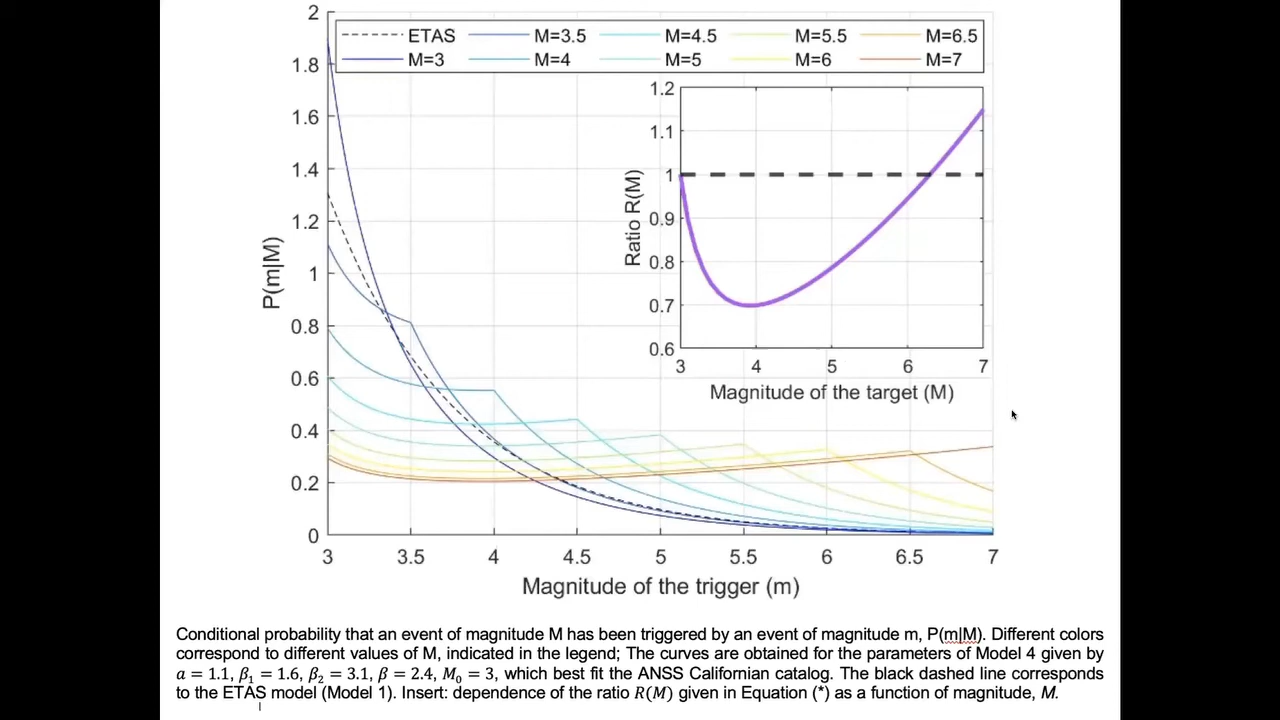 2
1.8
1.6
1.4
1.2
1
0.8
0.6
0.4
0.2
0
P(m|M)
ETAS M=3.5 M=4.5 M=5.5 M=6.5
M=3 M=4 M=5 M=6 M=7
1.2
1.1
1
0.9
0.8
0.7
0.6
Ratio R(M)
3 4 5 6 7
Magnitude of the target (M)
3 3.5 4 4.5 5 5.5 6 6.5 7
Magnitude of the trigger (m)
Conditional probability that an event of magnitude M has been triggered by an event of magnitude m, P(m|M). Different colors
correspond to different values of M, indicated in the legend; The curves are obtained for the parameters of Model 4 given by
a = 1.1, β₁ = 1.6, β₂ = 3.1, β = 2.4, M₀ = 3, which best fit the ANSS Californian catalog. The black dashed line corresponds
to the ETAS model (Model 1). Insert: dependence of the ratio R(M) given in Equation (*) as a function of magnitude, M.